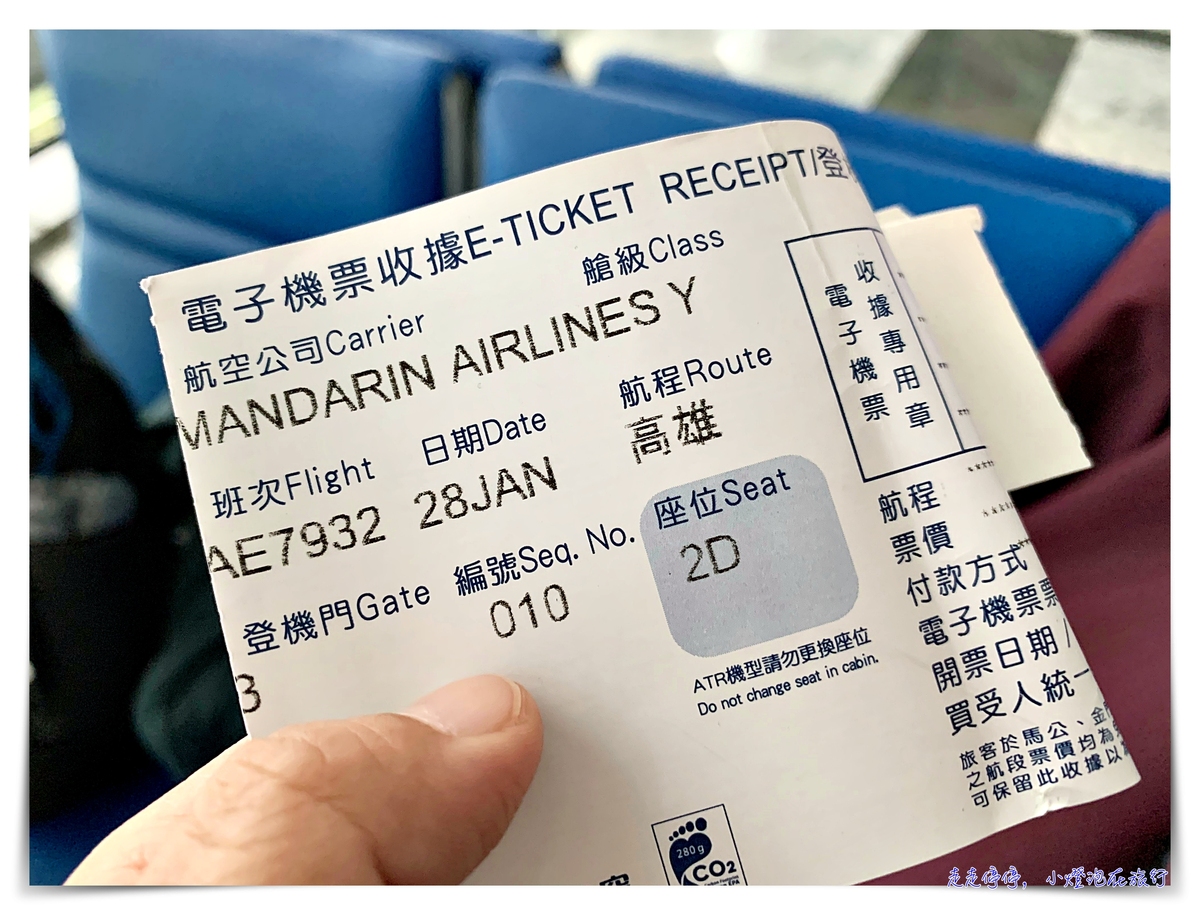 電子機票收據E-TICKET RECEIPT/登
航空公司Carrier 艙級Class
MANDARIN AIRLINES Y
班次Flight 日期Date 航程Route
AE7932 28JAN 高雄
登機門Gate 編號Seq. No. 座位Seat
3 010 2D
ATR機型請勿更換座位
Do not change seat in cabin.
電子機票
收據專用章
航程
票價
付款方式
電子機票票
開票日期/
買受人統一
旅客於馬公、金
之航段票價均為
可保留此收據以
280g
CO2
走走停停，小燈泡在旅行